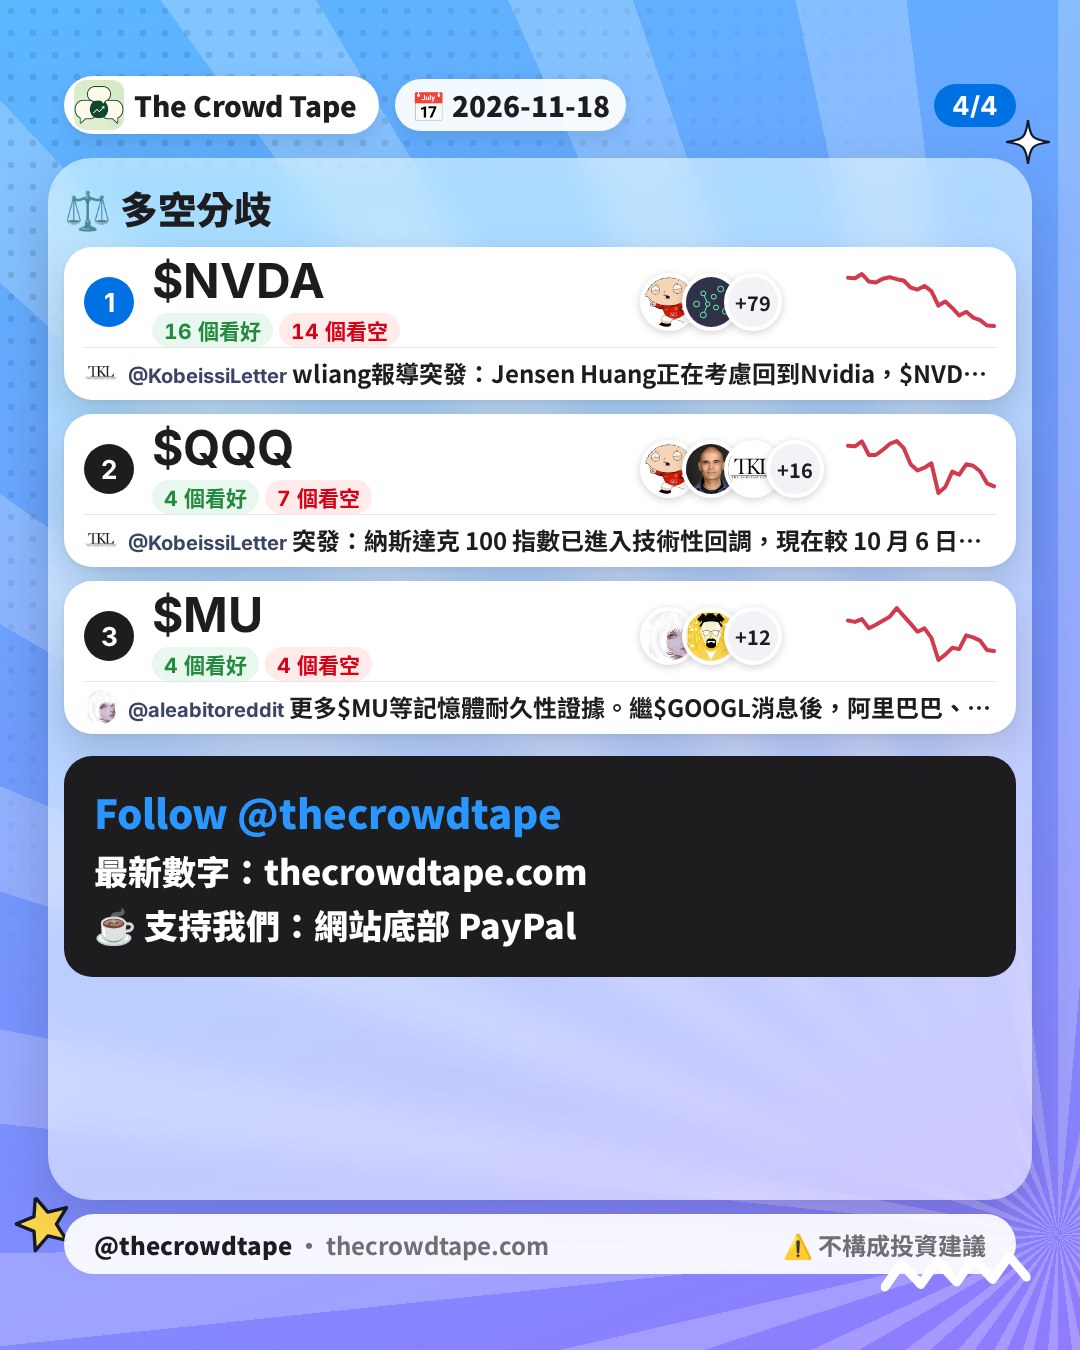 The Crowd Tape
July
2026-11-18
4/4
多空分歧
1
$NVDA
16 個看好 14 個看空
+79
TKL @KobeissiLetter wliang報導突發：Jensen Huang正在考慮回到Nvidia，$NVD…
2
$QQQ
4 個看好 7 個看空
TKL +16
TKL @KobeissiLetter 突發：納斯達克 100 指數已進入技術性回調，現在較 10 月 6 日…
3
$MU
4 個看好 4 個看空
+12
@aleabitoreddit 更多$MU等記憶體耐久性證據。繼$GOOGL消息後，阿里巴巴、…
Follow @thecrowdtape
最新數字：thecrowdtape.com
支持我們：網站底部 PayPal
@thecrowdtape • thecrowdtape.com
不構成投資建議